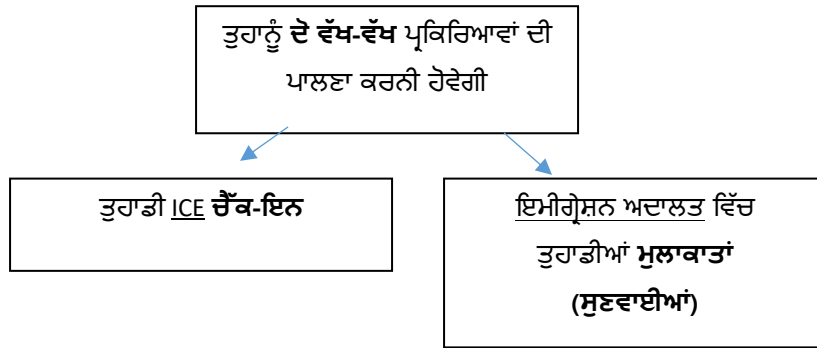 ਤੁਹਾਨੂੰ ਦੋ ਵੱਖ-ਵੱਖ ਪ੍ਰਕਿਰਿਆਵਾਂ ਦੀ
ਪਾਲਣਾ ਕਰਨੀ ਹੋਵੇਗੀ
ਤੁਹਾਡੀ ICE ਚੈੱਕ-ਇਨ
ਇਮੀਗ੍ਰੇਸ਼ਨ ਅਦਾਲਤ ਵਿੱਚ
ਤੁਹਾਡੀਆਂ ਮੁਲਾਕਾਤਾਂ
(ਸੁਣਵਾਈਆਂ)